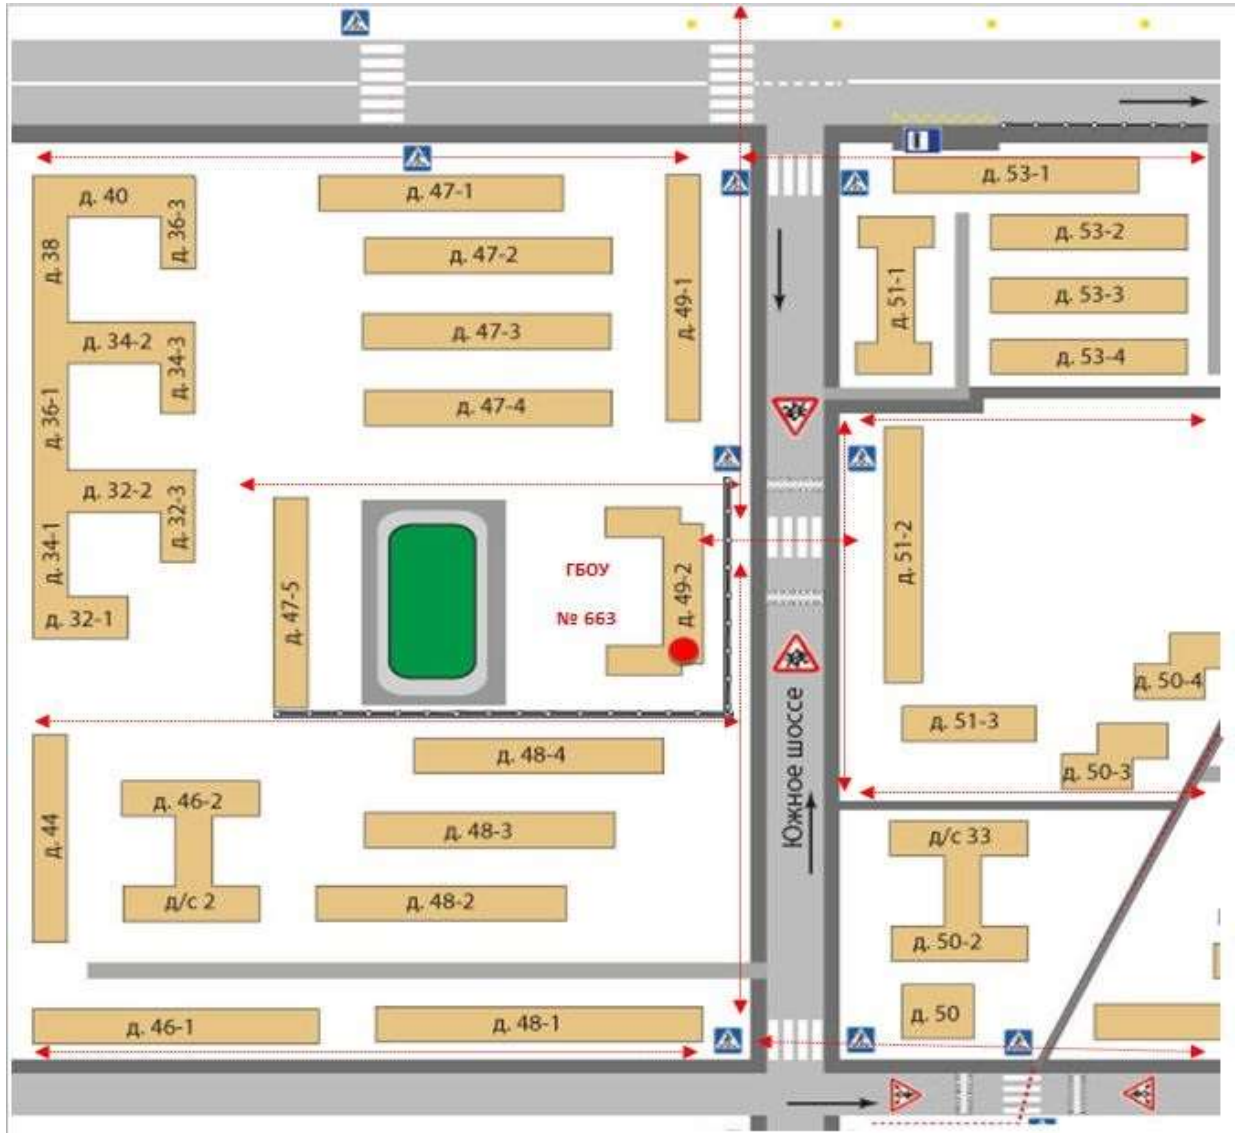 д. 53-1
д. 40
д. 36-3
д. 47-1
д. 53-2
д. 38
д. 47-2
д. 51-1
д. 49-1
д. 53-3
д. 34-2
д. 34-3
д. 47-3
д. 53-4
д. 36-1
д. 47-4
д. 32-2
д. 32-3
д. 51-2
д. 34-1
ГБОУ
№ 663
д. 49-2
д. 47-5
д. 32-1
д. 50-4
д. 51-3
Южное шоссе
д. 48-4
д. 50-3
д. 46-2
д. 44
д. 48-3
д/с 33
д/с 2
д. 48-2
д. 50-2
д. 50
д. 46-1
д. 48-1